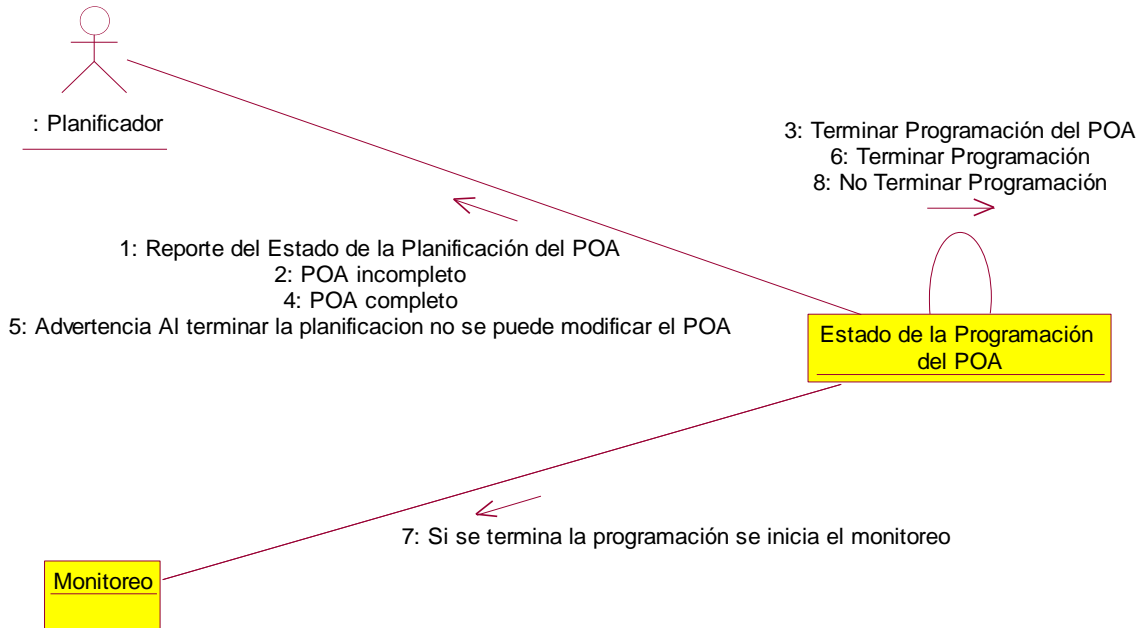 : Planificador
3: Terminar Programación del POA
6: Terminar Programación
8: No Terminar Programación
1: Reporte del Estado de la Planificación del POA
2: POA incompleto
4: POA completo
5: Advertencia Al terminar la planificacion no se puede modificar el POA
Estado de la Programación
del POA
7: Si se termina la programación se inicia el monitoreo
Monitoreo